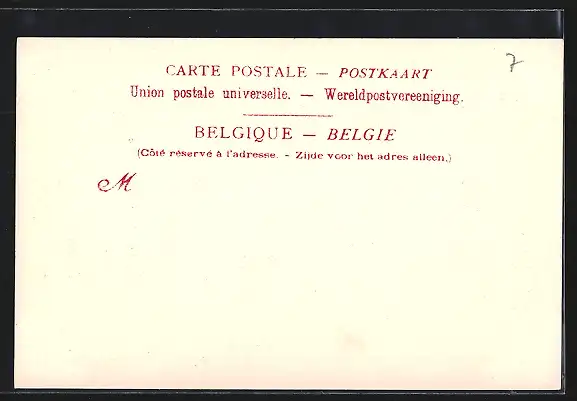 CARTE POSTALE — POSTKAART
7
Union postale universelle. — Wereldpostvereeniging.
BELGIQUE — BELGIE
(Côté réservé à l'adresse. - Zijde voor het adres alleen.)
M